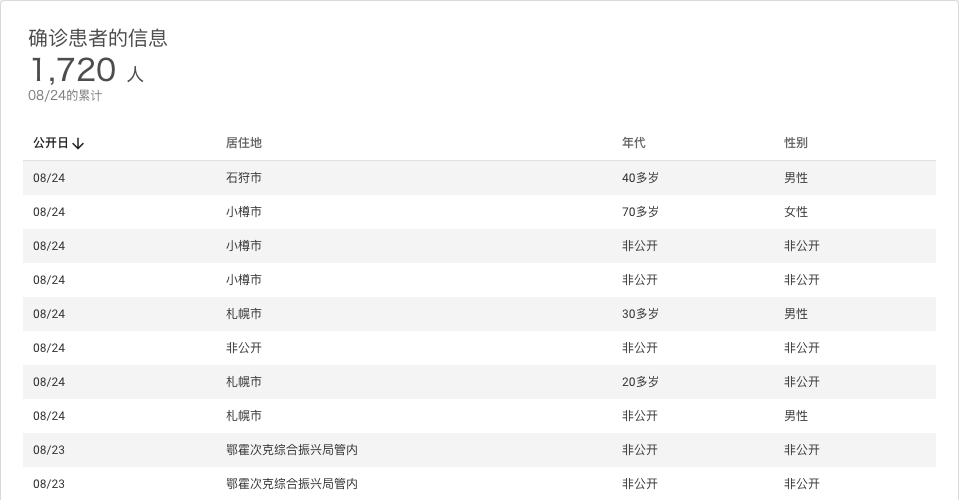 确诊患者的信息
1,720 人
08/24的累计
公开日↓ 居住地 年代 性别
08/24 石狩市 40多岁 男性
08/24 小樽市 70多岁 女性
08/24 小樽市 非公开 非公开
08/24 小樽市 非公开 非公开
08/24 札幌市 30多岁 男性
08/24 非公开 非公开 非公开
08/24 札幌市 20多岁 非公开
08/24 札幌市 非公开 男性
08/23 鄂霍次克综合振兴局管内 非公开 非公开
08/23 鄂霍次克综合振兴局管内 非公开 非公开